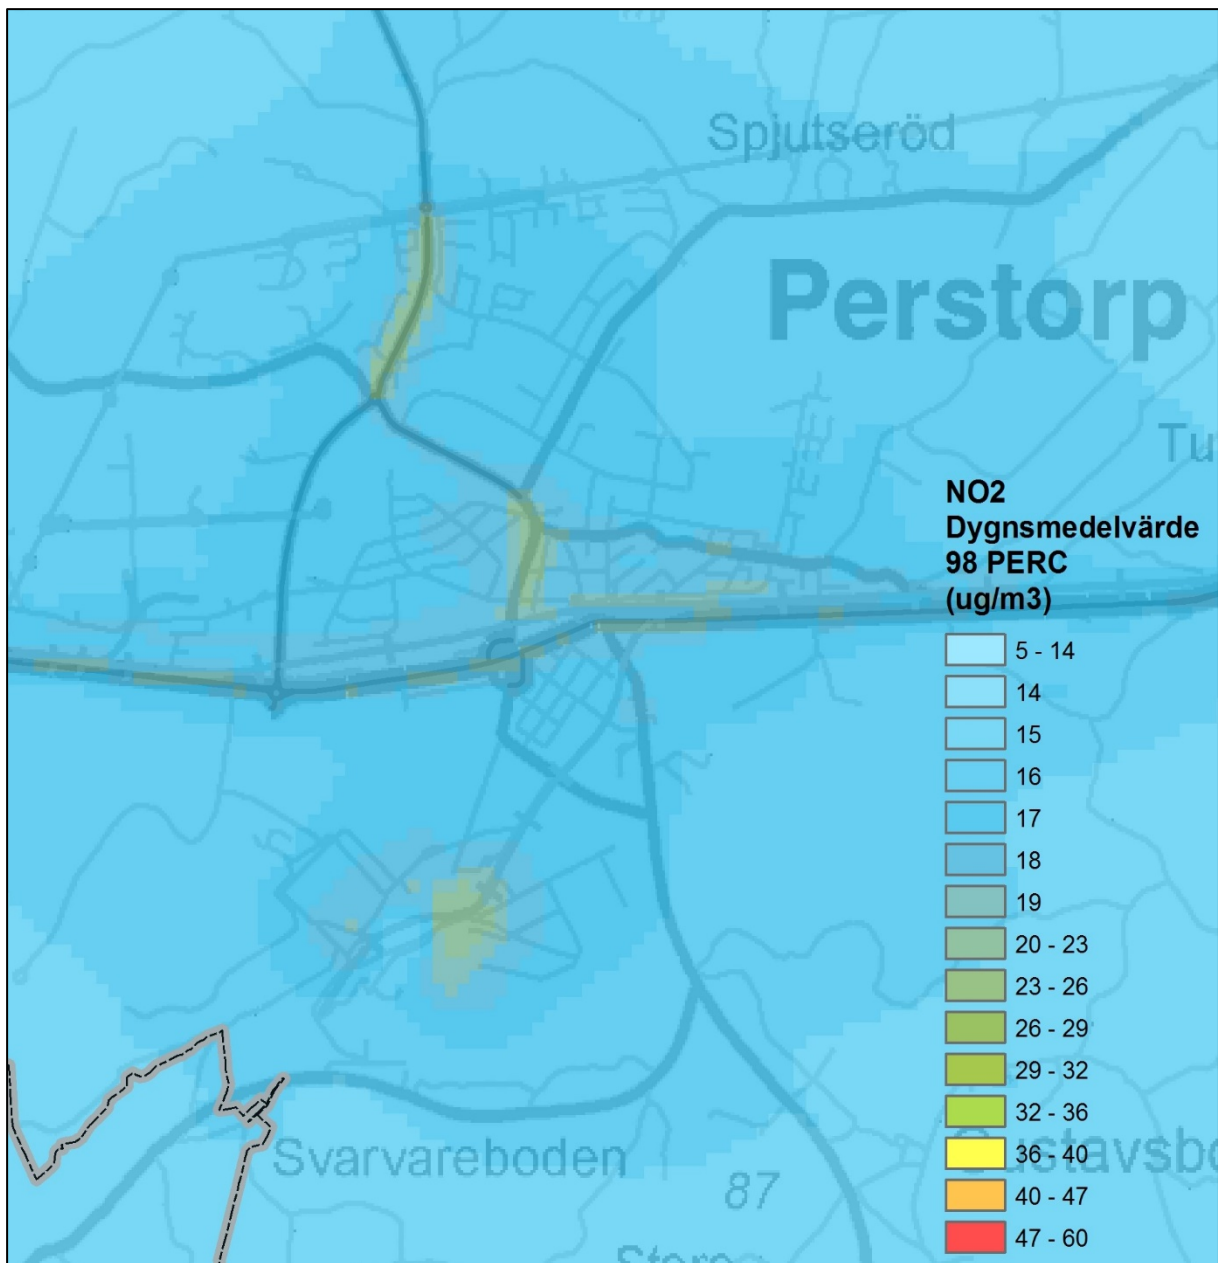 Spjutseröd
Perstorp
Tu
NO2
Dygnsmedelvärde
98 PERC
(ug/m3)
5 - 14
14
15
16
17
18
19
20 - 23
23 - 26
26 - 29
29 - 32
32 - 36
36 - 40
40 - 47
47 - 60
Svarvareboden
87